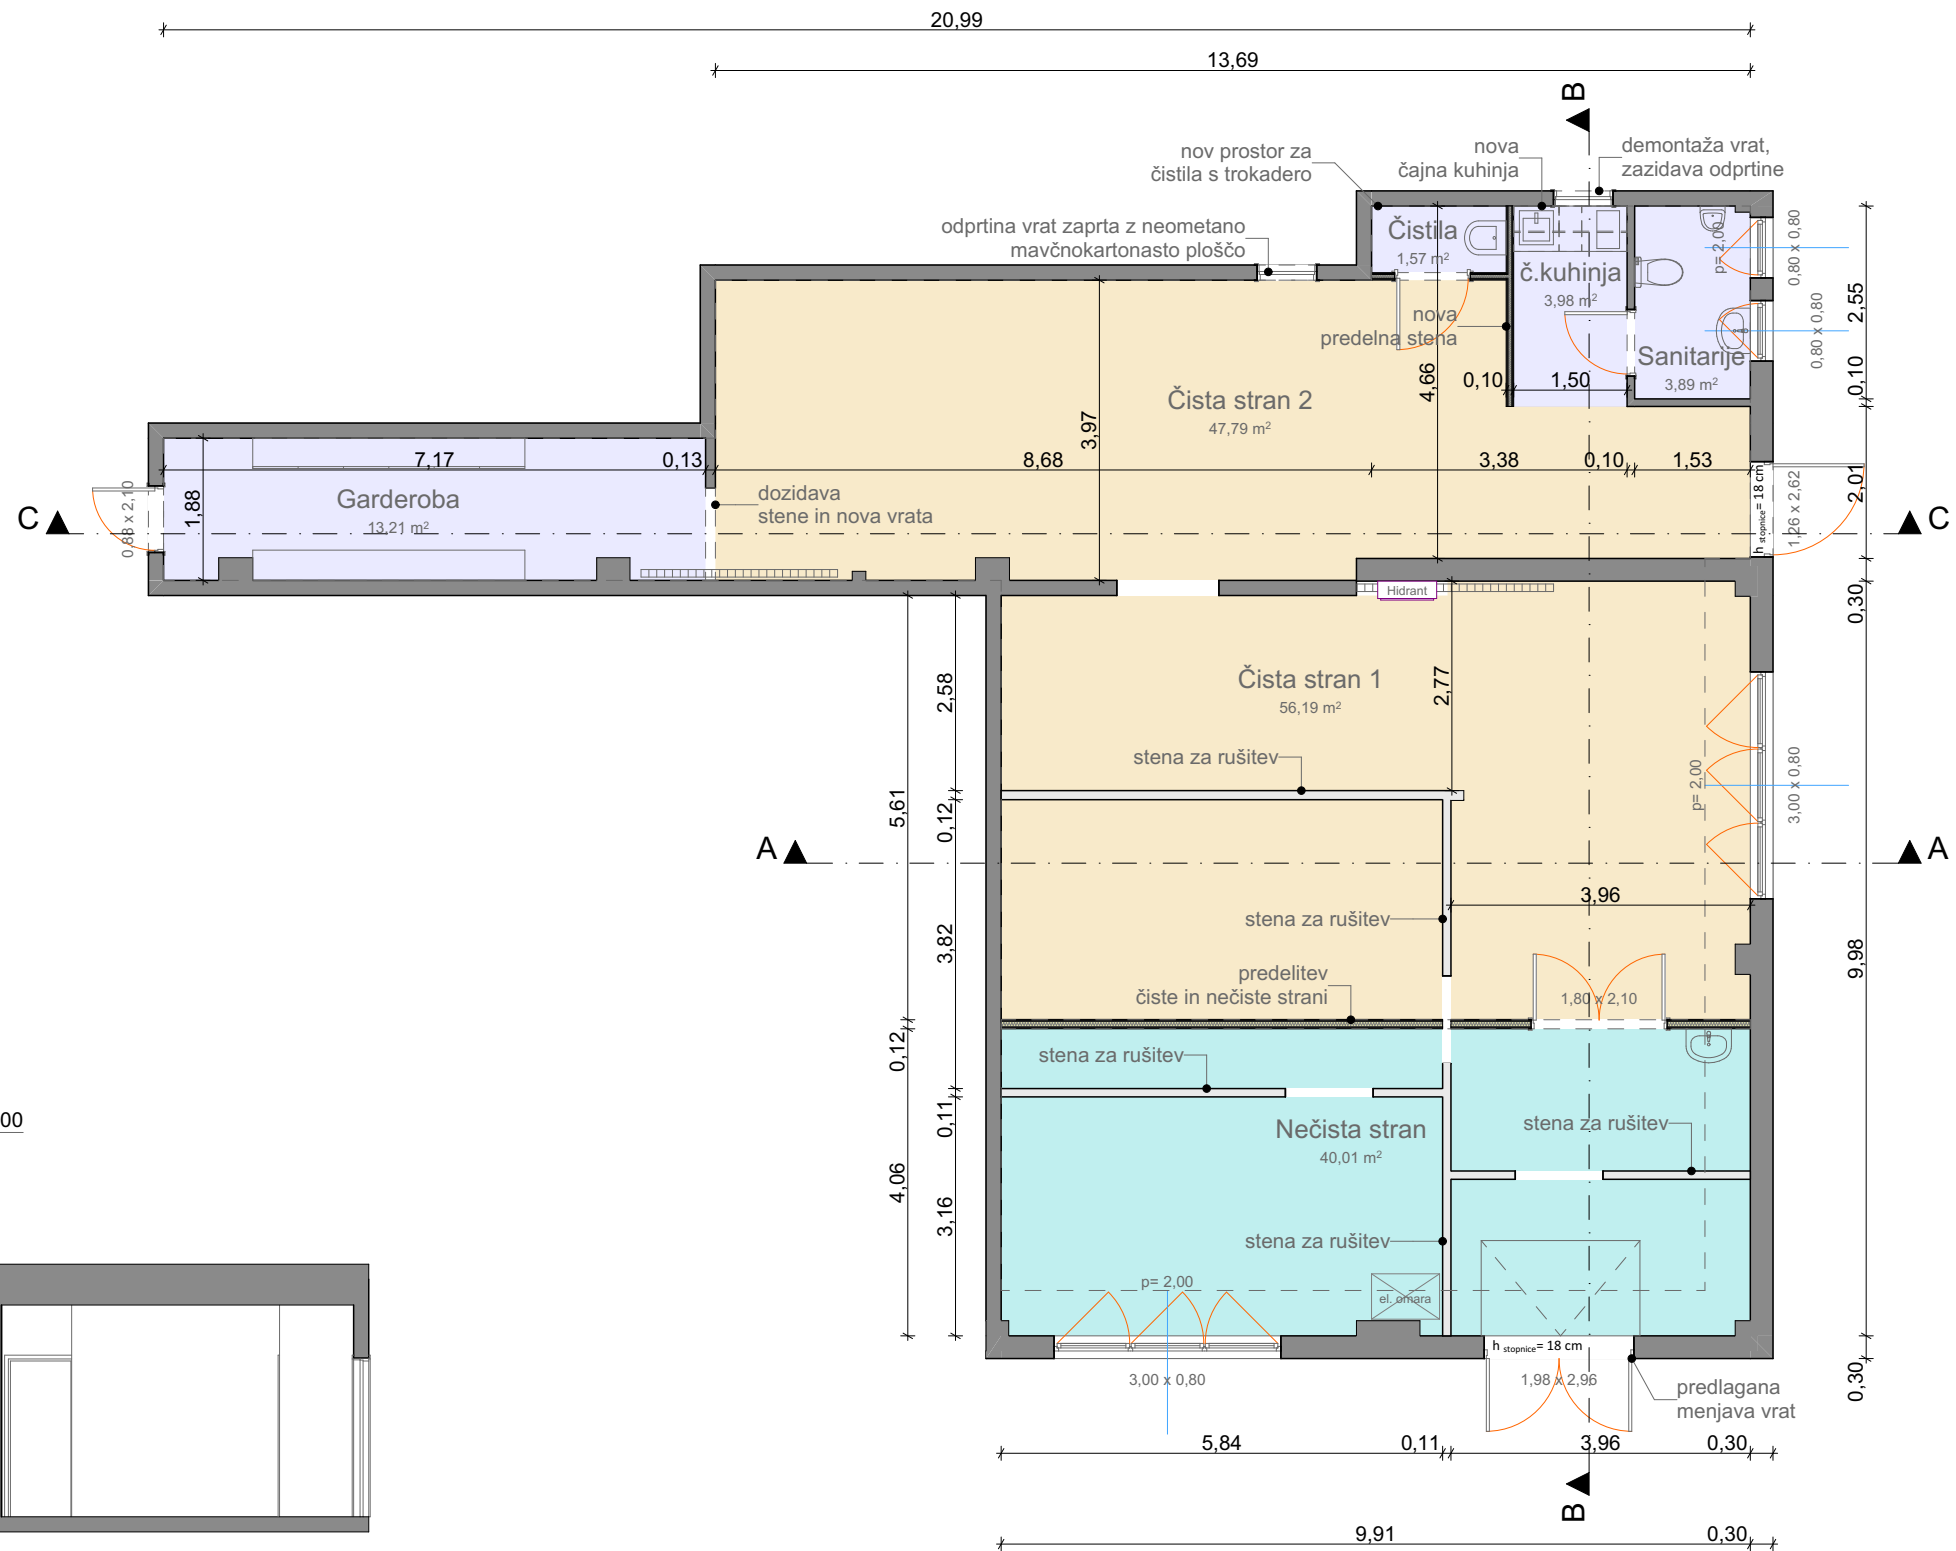 20,99
13,69
B
nov prostor za
čistila s trokadero
nova
čajna kuhinja
demontaža vrat,
zazidava odprtine
odprtina vrat zaprta z neometano
mavčnokartonasto ploščo
Čistila
1,57 m²
č.kuhinja
3,98 m²
p= 2,00
0,80 x 0,80
0,80 x 0,80
2,55
0,10
nova
predelna stena
Sanitarije
3,89 m²
4,66
0,10
1,50
Čista stran 2
47,79 m²
3,97
7,17
0,13
8,68
3,38
0,10
1,53
Garderoba
13,21 m²
1,88
0,88 x 2,10
dozidava
stene in nova vrata
h stopnice= 18 cm
1,26 x 2,62
2,01
C
C
Hidrant
0,30
Čista stran 1
56,19 m²
2,58
2,77
stena za rušitev
p= 2,00
3,00 x 0,80
5,61
0,12
A
A
3,96
stena za rušitev
3,82
9,98
predelitev
čiste in nečiste strani
1,80 x 2,10
0,12
stena za rušitev
00
0,11
Nečista stran
40,01 m²
stena za rušitev
4,06
3,16
stena za rušitev
p= 2,00
el. omara
h stopnice= 18 cm
3,00 x 0,80
1,98 x 2,96
predlagana
menjava vrat
0,30
5,84
0,11
3,96
0,30
B
9,91
0,30